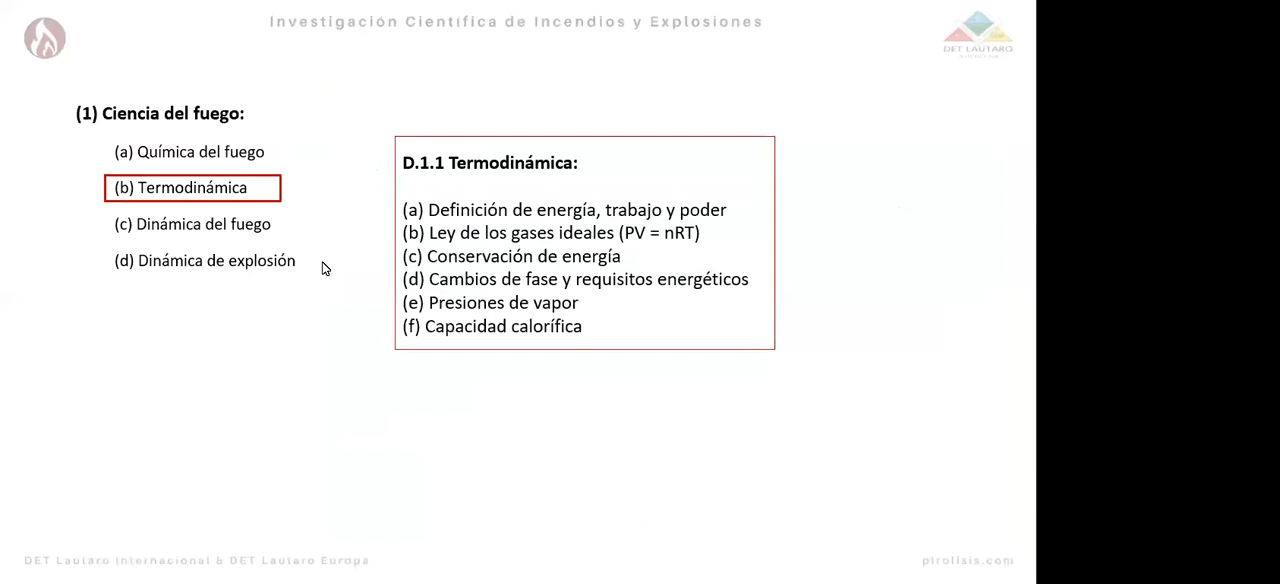 Investigación Científica de Incendios y Explosiones
DET LAUTARO
(1) Ciencia del fuego:
(a) Química del fuego
(b) Termodinámica
(c) Dinámica del fuego
(d) Dinámica de explosión
D.1.1 Termodinámica:
(a) Definición de energía, trabajo y poder
(b) Ley de los gases ideales (PV = nRT)
(c) Conservación de energía
(d) Cambios de fase y requisitos energéticos
(e) Presiones de vapor
(f) Capacidad calorífica
DET Lautaro Internacional & DET Lautaro Europa
pirolisis.com